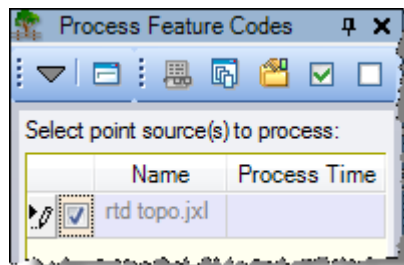 Process Feature Codes
Select point source(s) to process:
Name Process Time
rtd topo.jxl